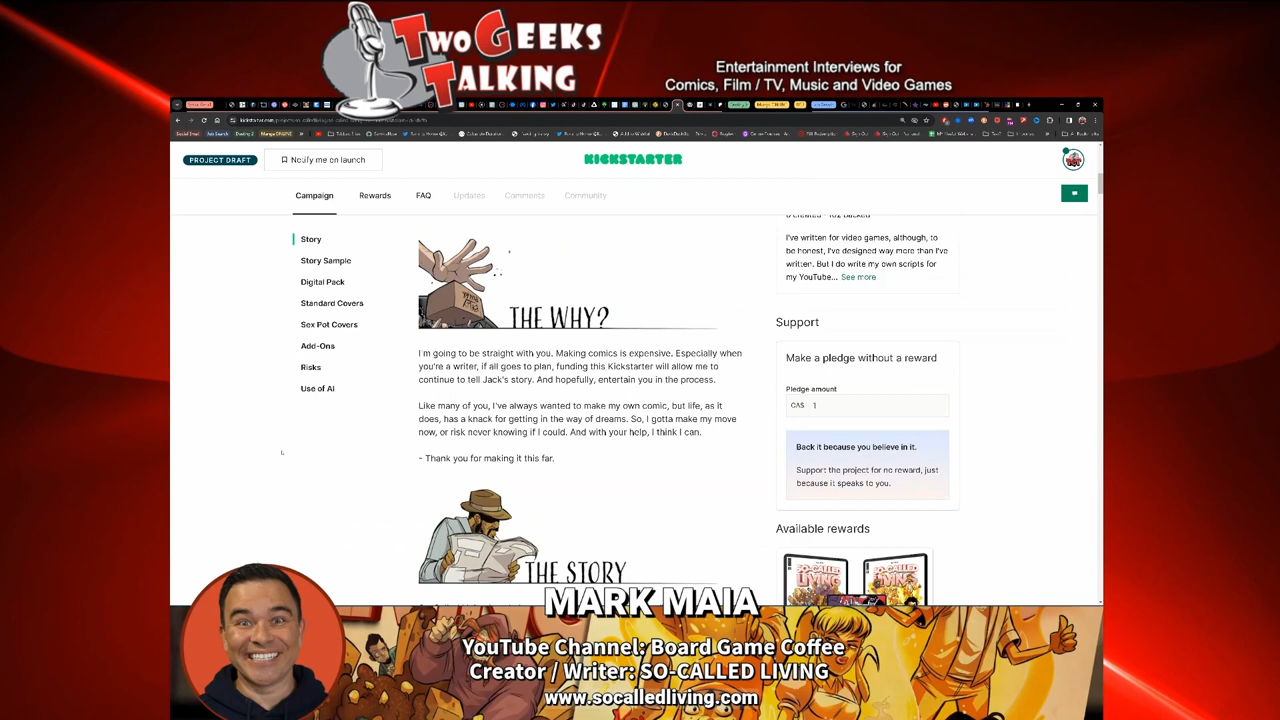 TWO GEEKS
TALKING
Entertainment Interviews for
Comics, Film / TV, Music and Video Games
PROJECT DRAFT
Notify me on launch
KICKSTARTER
Campaign
Rewards
FAQ
Updates
Comments
Community
Story
Story Sample
Digital Pack
Standard Covers
Sex Pot Covers
Add-Ons
Risks
Use of AI
THE WHY?
I'm going to be straight with you. Making comics is expensive. Especially when
you're a writer, if all goes to plan, funding this Kickstarter will allow me to
continue to tell Jack's story. And hopefully, entertain you in the process.
Like many of you, I've always wanted to make my own comic, but life, as it
does, has a knack for getting in the way of dreams. So, I gotta make my move
now, or risk never knowing if I could. And with your help, I think I can.
- Thank you for making it this far.
THE STORY
I've written for video games, although, to
be honest, I've designed way more than I've
written. But I do write my own scripts for
my YouTube... See more
Support
Make a pledge without a reward
Pledge amount
CA$ 1
Back it because you believe in it.
Support the project for no reward, just
because it speaks to you.
Available rewards
SO-CALLED
LIVING
SO-CALLED
LIVING
MARK MAIA
YouTube Channel: Board Game Coffee
Creator / Writer: SO-CALLED LIVING
www.socalledliving.com